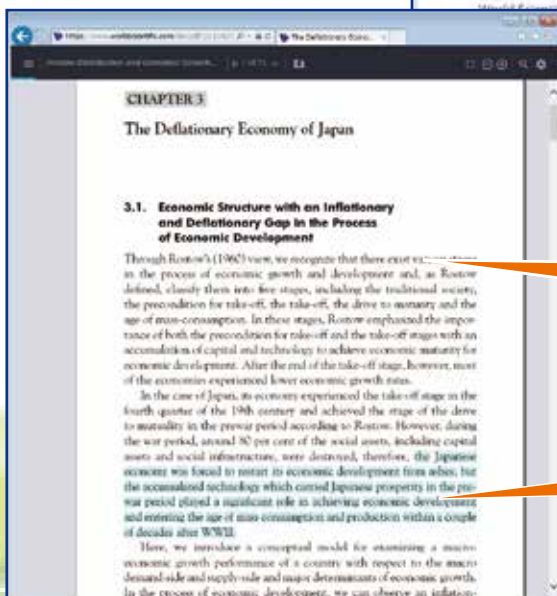 The Deflationary Econo...
CHAPTER 3
The Deflationary Economy of Japan
3.1. Economic Structure with an Inflationary
and Deflationary Gap in the Process
of Economic Development
Through Rostow's (1960) view, we recognize that there exist
in the process of economic growth and development and, as Rostow
defined, classify them into five stages, including the traditional society,
the precondition for take-off, the take-off, the drive to maturity and the
age of mass-consumption. In these stages, Rostow emphasized the impor-
tance of both the precondition for take-off and the take-off stages with an
accumulation of capital and technology to achieve economic maturity for
economic development. After the end of the take-off stage, however, most
of the economies experienced lower economic growth rates.
In the case of Japan, its economy experienced the take-off stage in the
fourth quarter of the 19th century and achieved the stage of the drive
to maturity in the prewar period according to Rostow. However, during
the war period, around 80 per cent of the social assets, including capital
assets and social infrastructure, were destroyed, therefore, the Japanese
economy was forced to restart its economic development from ashes, but
the accumulated technology which carried Japanese prosperity in the pre-
war period played a significant role in achieving economic development
and entering the age of mass consumption and production within a couple
of decades after WWII.
Here, we introduce a conceptual model for examining a macro-
economic growth performance of a country with respect to the macro
demand-side and supply-side and major determinants of economic growth.
In the process of economic development, we can observe an inflation-